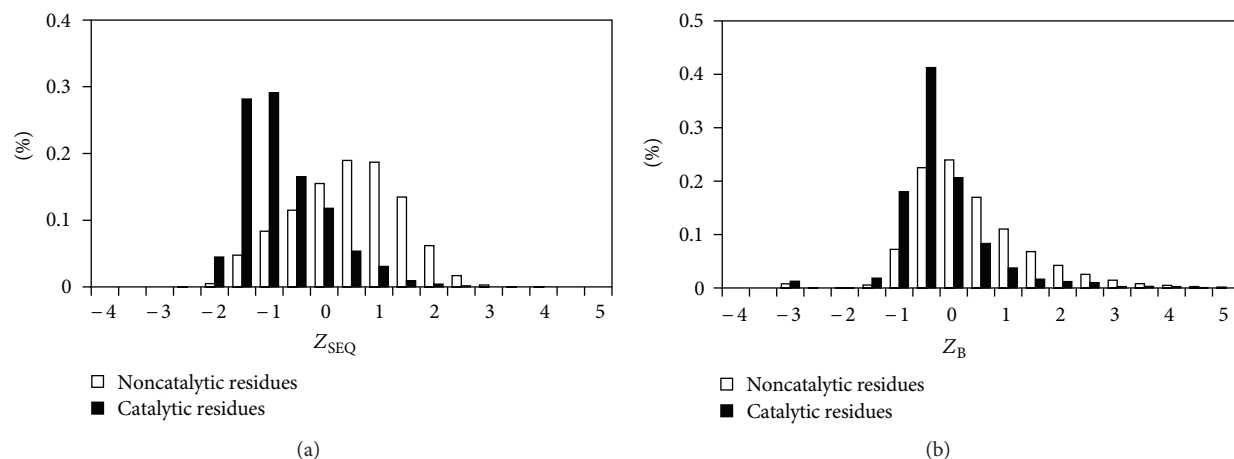 0.4
0.3
0.2
0.1
0
(%)
−4 −3 −2 −1 0 1 2 3 4 5
Z_SEQ
Noncatalytic residues
Catalytic residues
(a)
0.5
0.4
0.3
0.2
0.1
0
(%)
−4 −3 −2 −1 0 1 2 3 4 5
Z_B
Noncatalytic residues
Catalytic residues
(b)